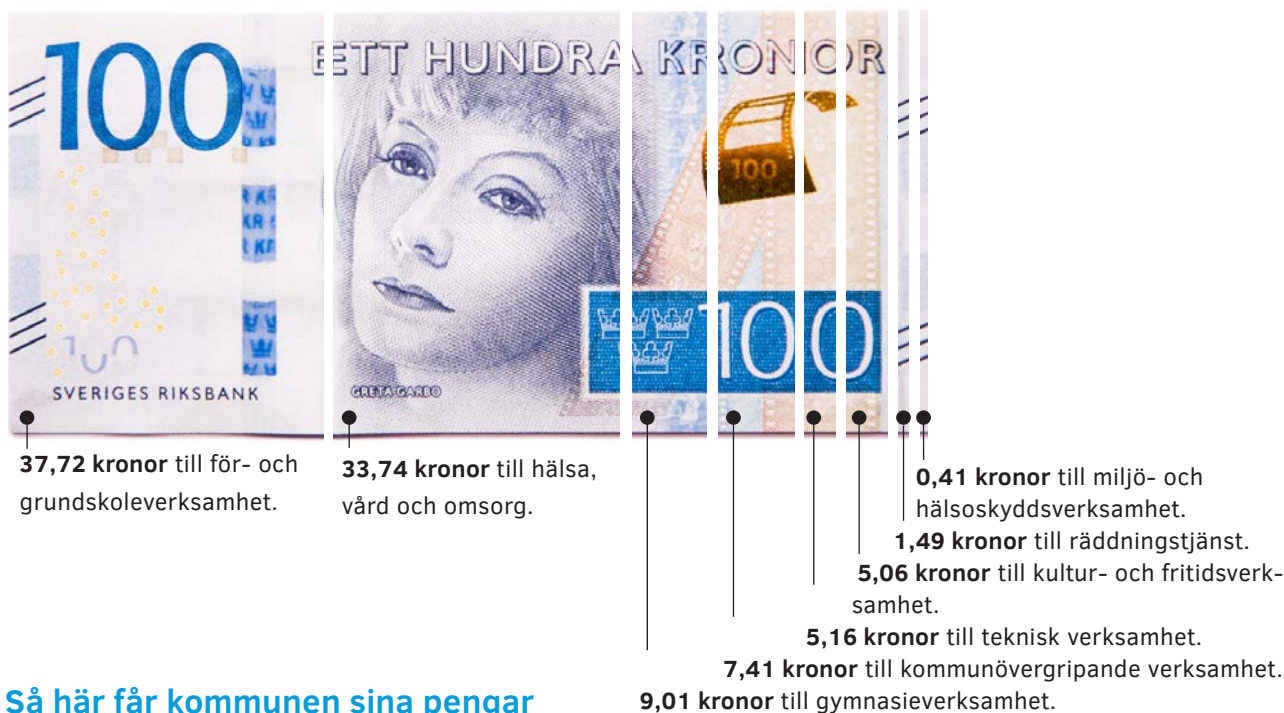 100
ETT HUNDRA KRONOR
100
100
100
SVERIGES RIKSBANK
GRETA GARBO
37,72 kronor till för- och
grundskoleverksamhet.
33,74 kronor till hälsa,
vård och omsorg.
0,41 kronor till miljö- och
hälsoskyddsverksamhet.
1,49 kronor till räddningstjänst.
5,06 kronor till kultur- och fritidsverk-
samhet.
5,16 kronor till teknisk verksamhet.
7,41 kronor till kommunövergripande verksamhet.
9,01 kronor till gymnasieverksamhet.
Så här får kommunen sina pengar